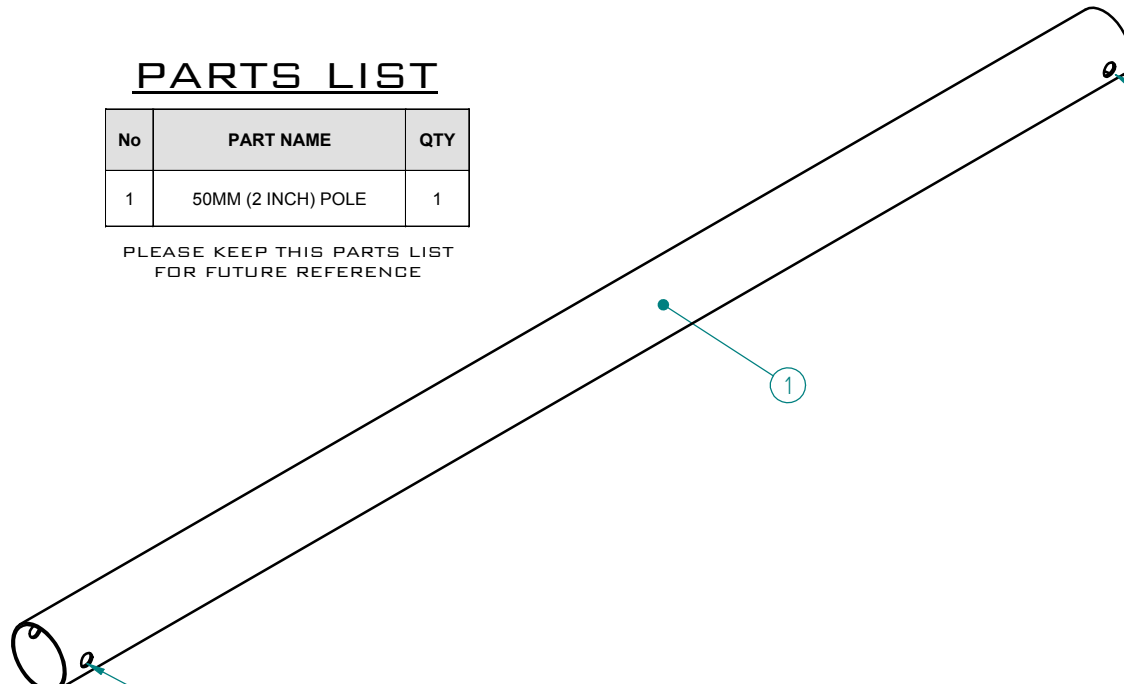 PARTS LIST
No PART NAME QTY
1 50MM (2 INCH) POLE 1
PLEASE KEEP THIS PARTS LIST
FOR FUTURE REFERENCE
1